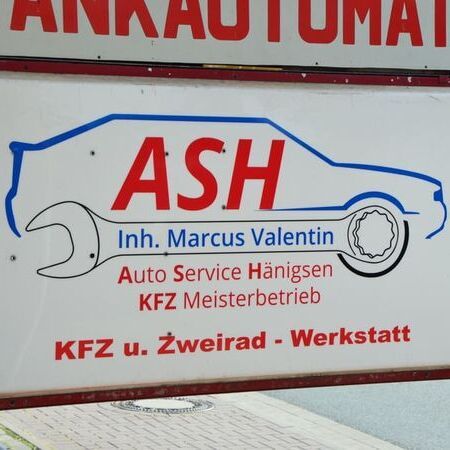 ANKAUTOMAT
ASH
Inh. Marcus Valentin
Auto Service Hänigsen
KFZ Meisterbetrieb
KFZ u. Zweirad - Werkstatt